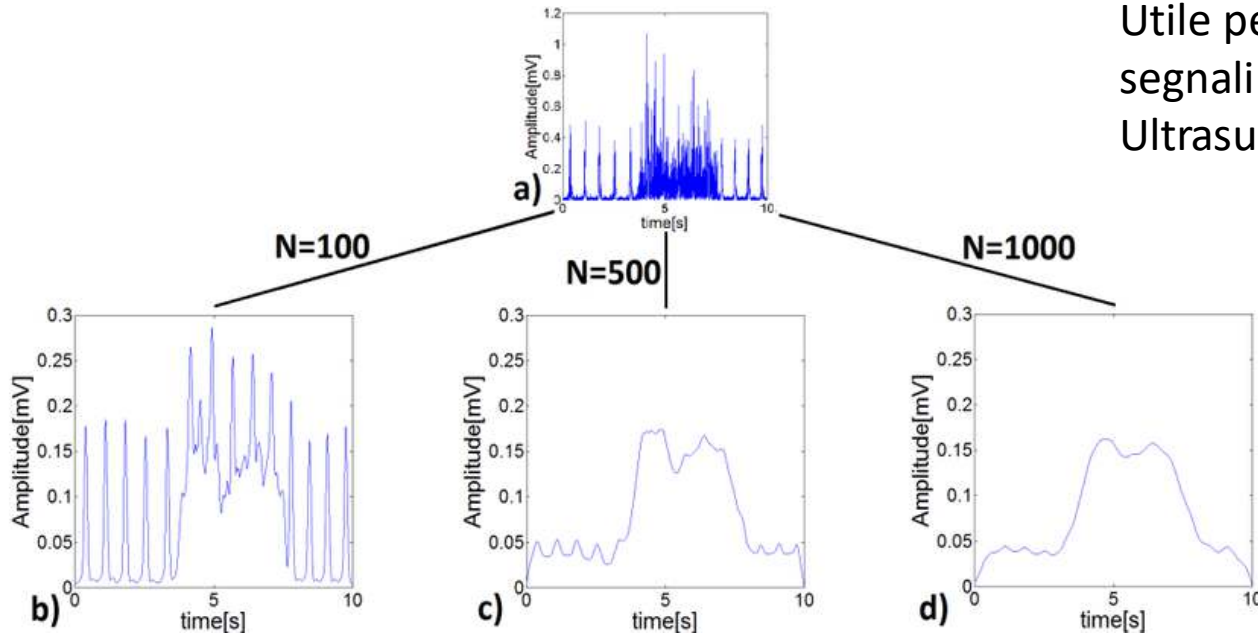 Utile pe
segnali
Ultrasu
1.2
1
0.8
0.6
0.4
0.2
0
Amplitude[mV]
0 5 10
time[s]
a)
N=100
N=500
N=1000
0.3
0.25
0.2
0.15
0.1
0.05
0
Amplitude[mV]
0 5 10
time[s]
b)
0.3
0.25
0.2
0.15
0.1
0.05
0
Amplitude[mV]
0 5 10
time[s]
c)
0.3
0.25
0.2
0.15
0.1
0.05
0
Amplitude[mV]
0 5 10
time[s]
d)